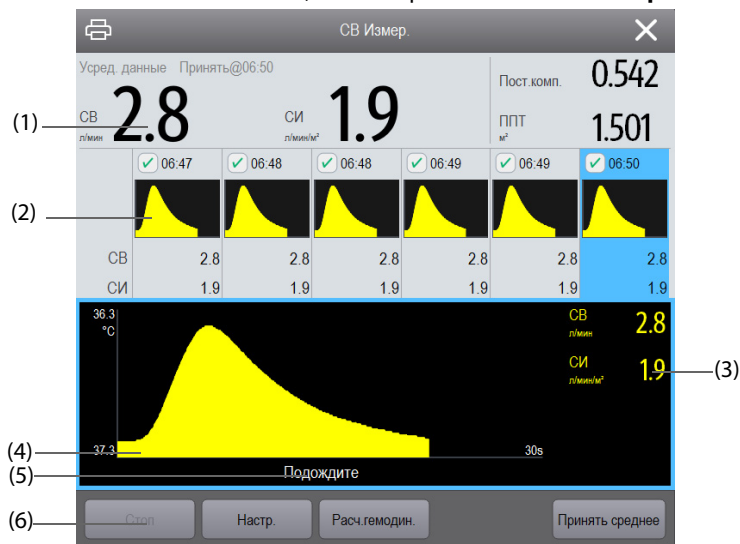 СВ Измер.
Усред. данные Принять@06:50
СВ л/мин 2.8 СИ л/мин/м² 1.9
Пост.комп. 0.542
ППТ м² 1.501
(1)
06:47 06:48 06:48 06:49 06:49 06:50
(2)
СВ 2.8 2.8 2.8 2.8 2.8 2.8
СИ 1.9 1.9 1.9 1.9 1.9 1.9
36.3
°C
СВ л/мин 2.8
СИ л/мин/м² 1.9
(3)
37.3
30s
(4)
(5)
Подождите
(6)
Стоп Настр. Расч.гемодин. Принять среднее